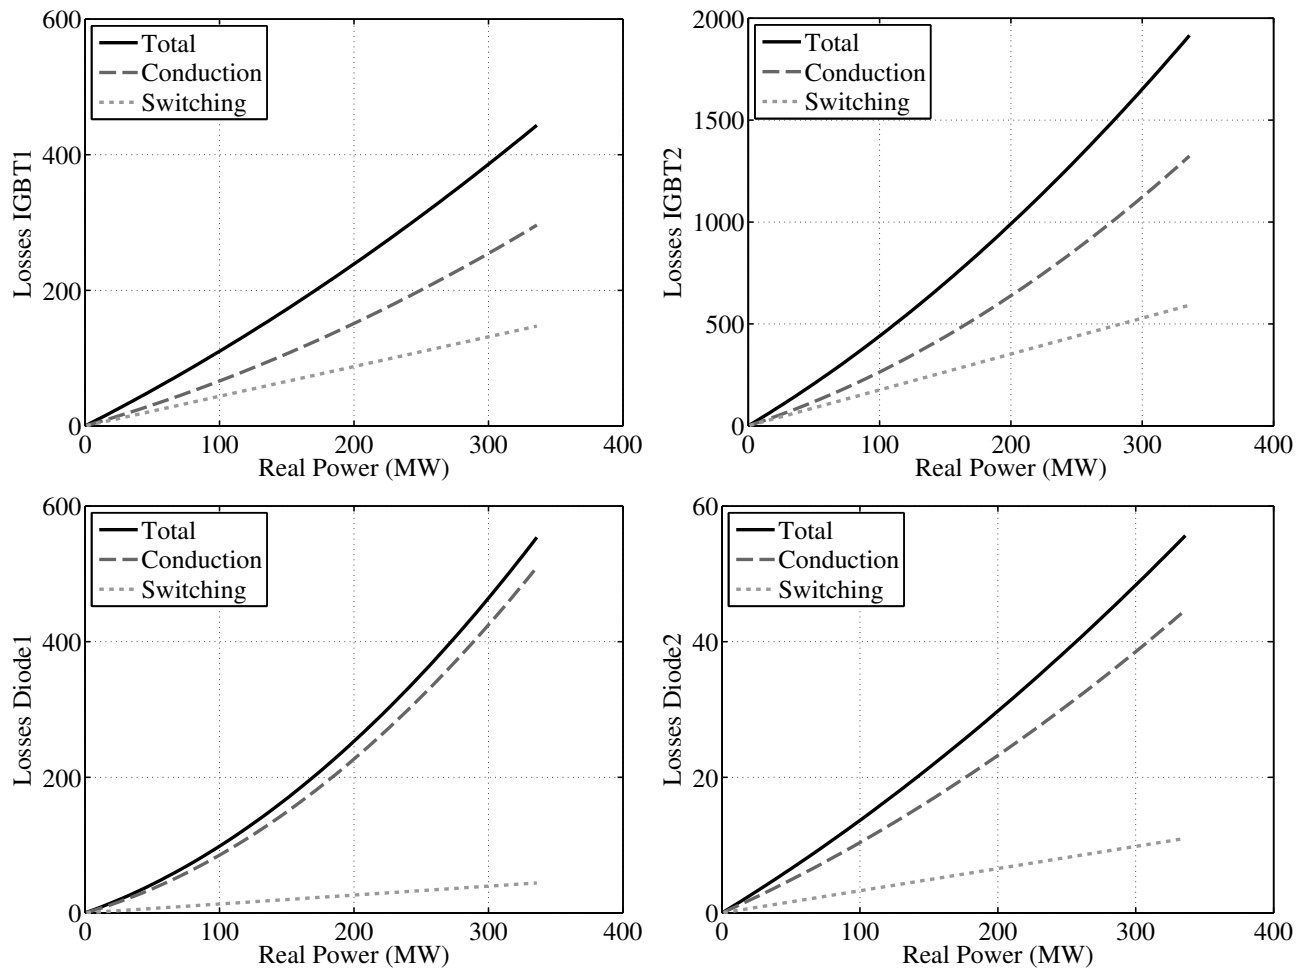 600
400
200
0
0 100 200 300 400
Real Power (MW)
Losses IGBT1
Total
Conduction
Switching
2000
1500
1000
500
0
0 100 200 300 400
Real Power (MW)
Losses IGBT2
Total
Conduction
Switching
600
400
200
0
0 100 200 300 400
Real Power (MW)
Losses Diode1
Total
Conduction
Switching
60
40
20
0
0 100 200 300 400
Real Power (MW)
Losses Diode2
Total
Conduction
Switching